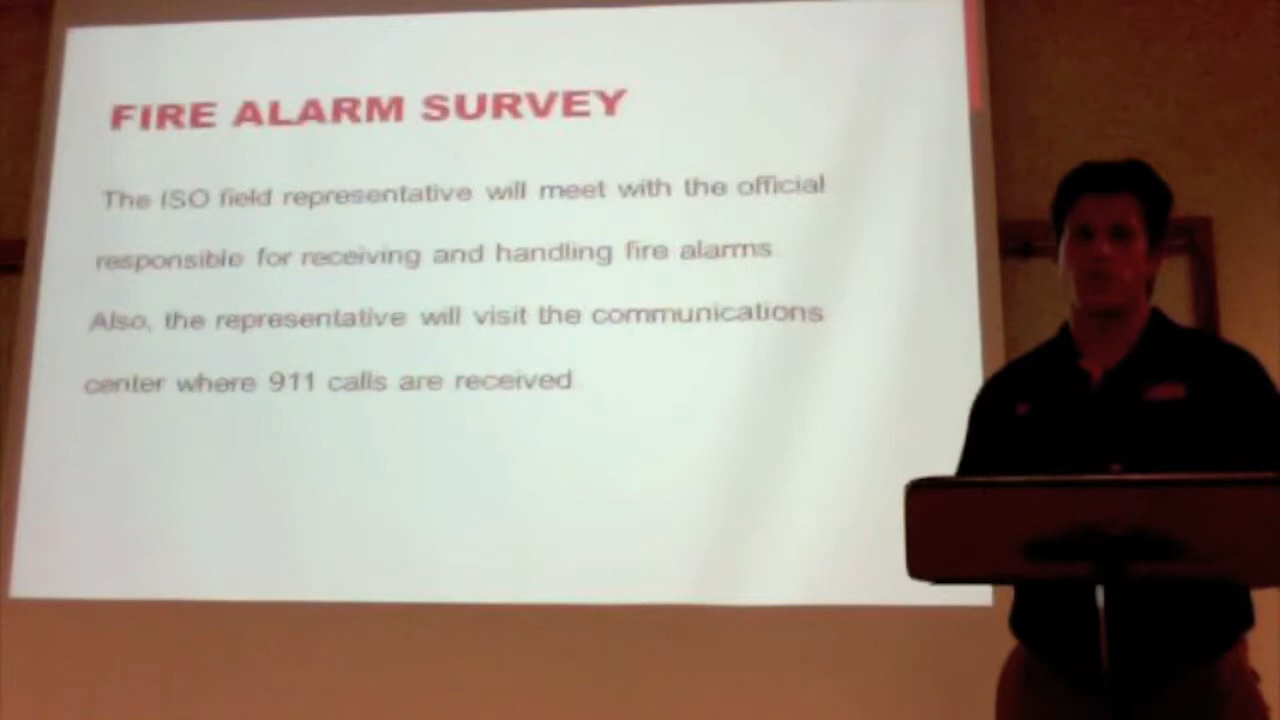 FIRE ALARM SURVEY
The ISO field representative will meet with the official
responsible for receiving and handling fire alarms.
Also, the representative will visit the communications
center where 911 calls are received.